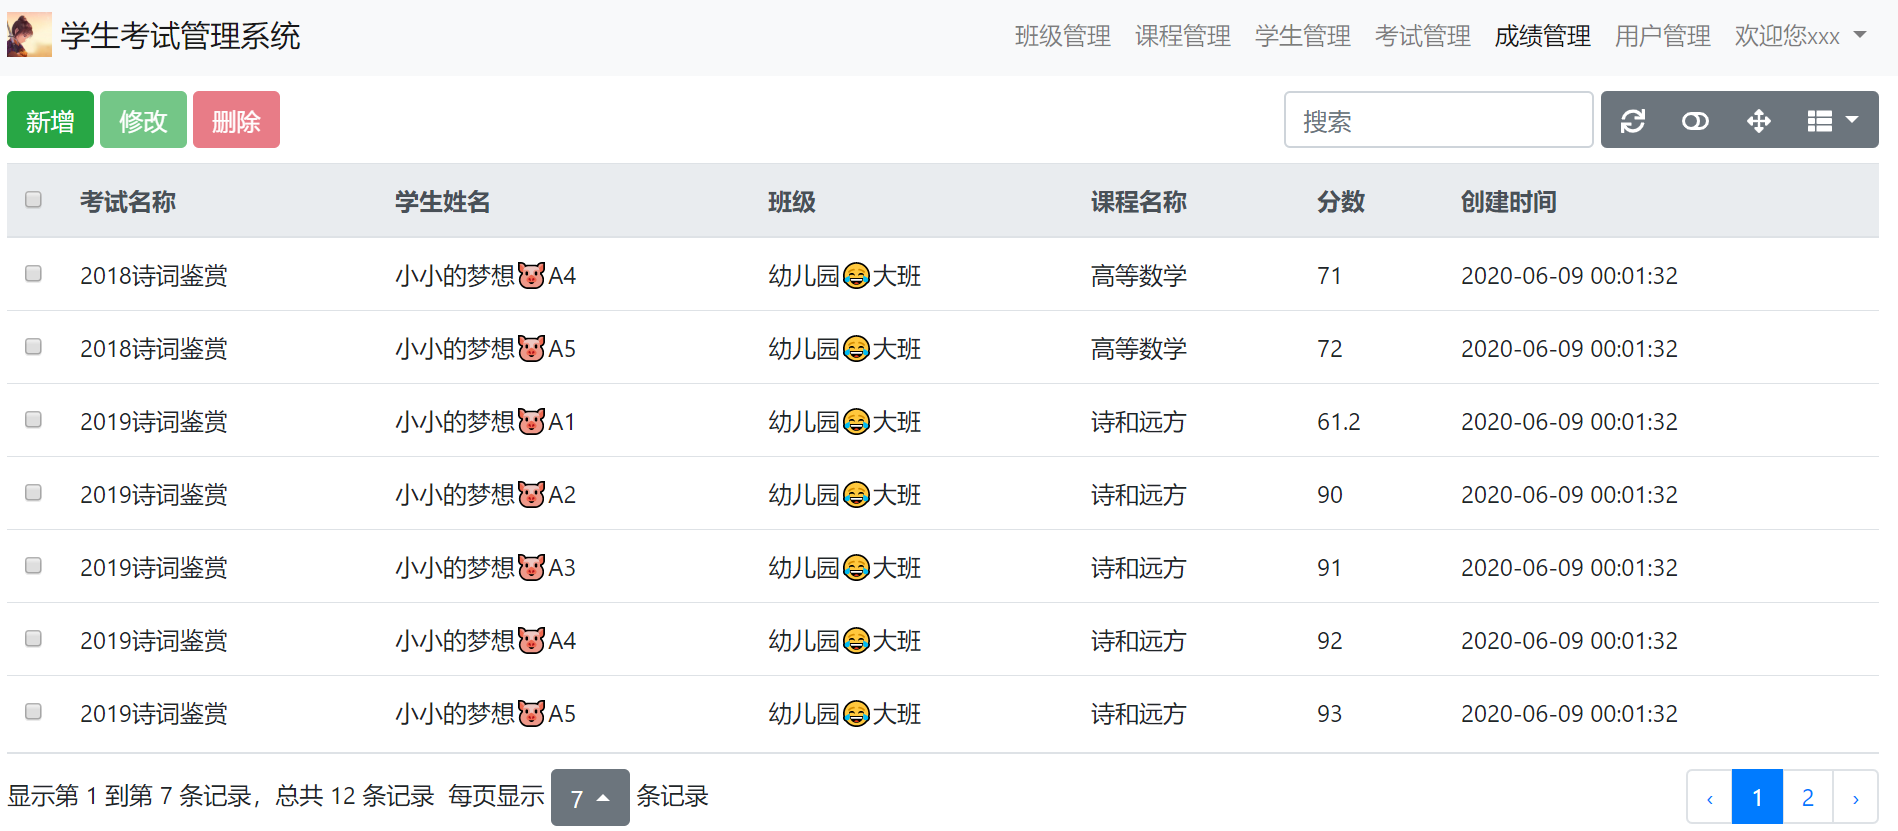 学生考试管理系统 班级管理 课程管理 学生管理 考试管理 成绩管理 用户管理 欢迎您xxx
新增 修改 删除 搜索
考试名称 学生姓名 班级 课程名称 分数 创建时间
2018诗词鉴赏 小小的梦想🐷A4 幼儿园😂大班 高等数学 71 2020-06-09 00:01:32
2018诗词鉴赏 小小的梦想🐷A5 幼儿园😂大班 高等数学 72 2020-06-09 00:01:32
2019诗词鉴赏 小小的梦想🐷A1 幼儿园😂大班 诗和远方 61.2 2020-06-09 00:01:32
2019诗词鉴赏 小小的梦想🐷A2 幼儿园😂大班 诗和远方 90 2020-06-09 00:01:32
2019诗词鉴赏 小小的梦想🐷A3 幼儿园😂大班 诗和远方 91 2020-06-09 00:01:32
2019诗词鉴赏 小小的梦想🐷A4 幼儿园😂大班 诗和远方 92 2020-06-09 00:01:32
2019诗词鉴赏 小小的梦想🐷A5 幼儿园😂大班 诗和远方 93 2020-06-09 00:01:32
显示第 1 到第 7 条记录，总共 12 条记录 每页显示 7 条记录 ‹ 1 2 ›